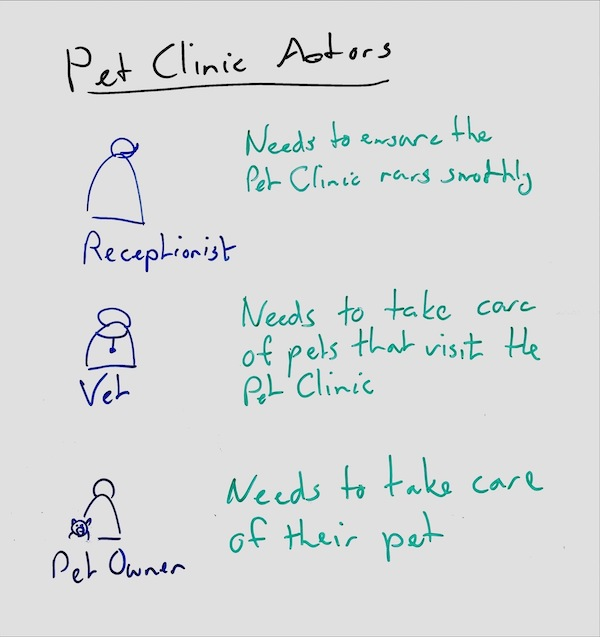 Pet Clinic Actors
Needs to ensure the
Pet Clinic runs smothly
Receptionist
Needs to take care
of pets that visit the
Pet Clinic
Vet
Needs to take care
of their pet
Pet Owner